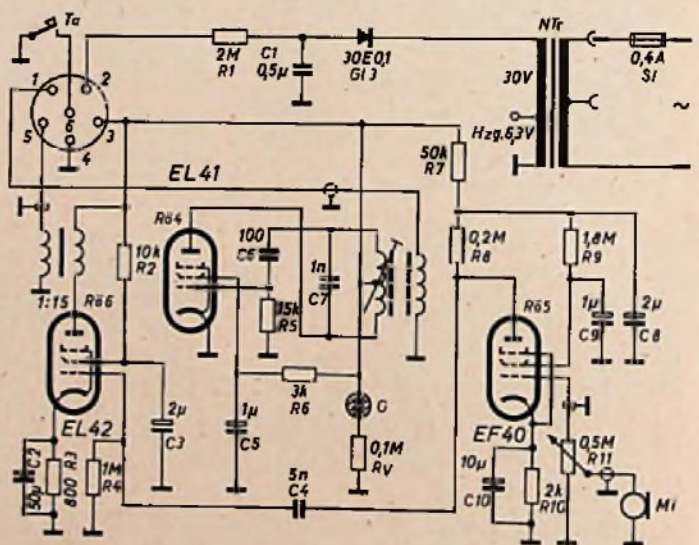 Ta
1
2
3
4
5
6
2M
R1
C1
0,5µ
30E0,1
Gl 3
NTr
30V
Hzg.6,3V
0,4A
Si
~
EL41
50k
R7
Rö4
100
C6
1n
C7
15k
R5
0,2M
R8
1,8M
R9
1µ
C9
2µ
C8
10k
R2
1:15
Rö6
Rö5
EL42
2µ
C3
1µ
C5
3k
R6
G
0,1M
RV
EF40
0,5M
R11
C2
50µ
R3
800
1M
R4
5n
C4
10µ
C10
2k
R10
Mi